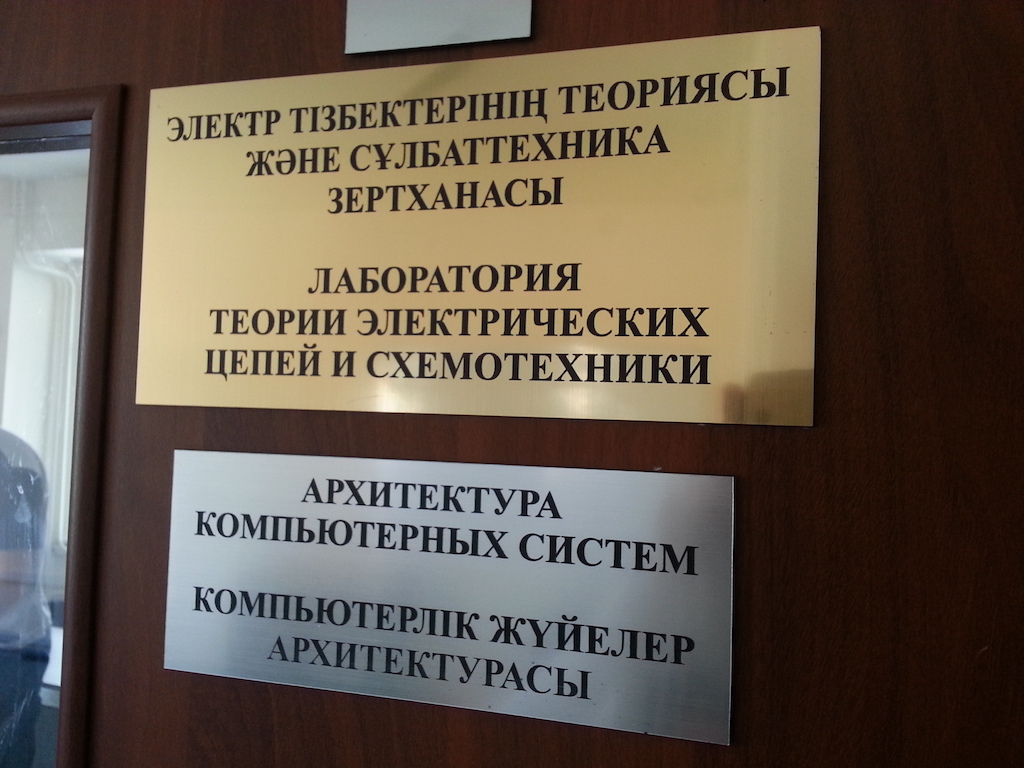 ЭЛЕКТР ТІЗБЕКТЕРІНІҢ ТЕОРИЯСЫ
ЖӘНЕ СҰЛБАТТЕХНИКА
ЗЕРТХАНАСЫ
ЛАБОРАТОРИЯ
ТЕОРИИ ЭЛЕКТРИЧЕСКИХ
ЦЕПЕЙ И СХЕМОТЕХНИКИ
АРХИТЕКТУРА
КОМПЬЮТЕРНЫХ СИСТЕМ
КОМПЬЮТЕРЛІК ЖҮЙЕЛЕР
АРХИТЕКТУРАСЫ